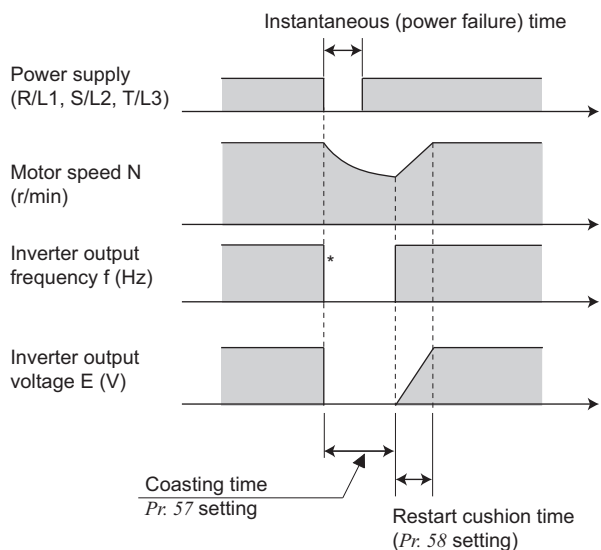 Instantaneous (power failure) time
Power supply
(R/L1, S/L2, T/L3)
Motor speed N
(r/min)
Inverter output
frequency f (Hz)
*
Inverter output
voltage E (V)
Coasting time
Pr. 57 setting
Restart cushion time
(Pr. 58 setting)